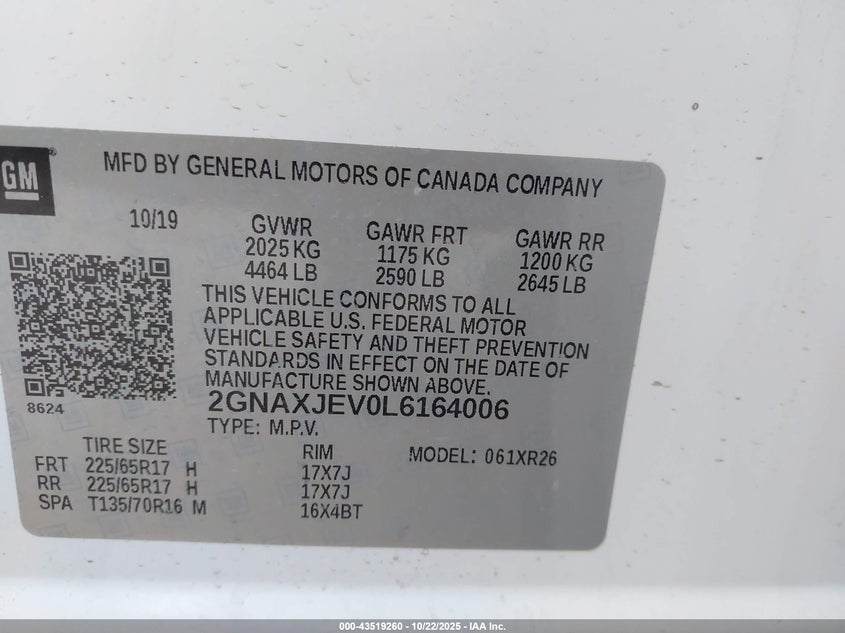 GM
MFD BY GENERAL MOTORS OF CANADA COMPANY
10/19 GVWR GAWR FRT GAWR RR
2025 KG 1175 KG 1200 KG
4464 LB 2590 LB 2645 LB
THIS VEHICLE CONFORMS TO ALL
APPLICABLE U.S. FEDERAL MOTOR
VEHICLE SAFETY AND THEFT PREVENTION
STANDARDS IN EFFECT ON THE DATE OF
MANUFACTURE SHOWN ABOVE.
8624
2GNAXJEV0L6164006
TYPE: M.P.V.
TIRE SIZE RIM MODEL: 061XR26
FRT 225/65R17 H 17X7J
RR 225/65R17 H 17X7J
SPA T135/70R16 M 16X4BT
000-43519260 - 10/22/2025 - IAA Inc.